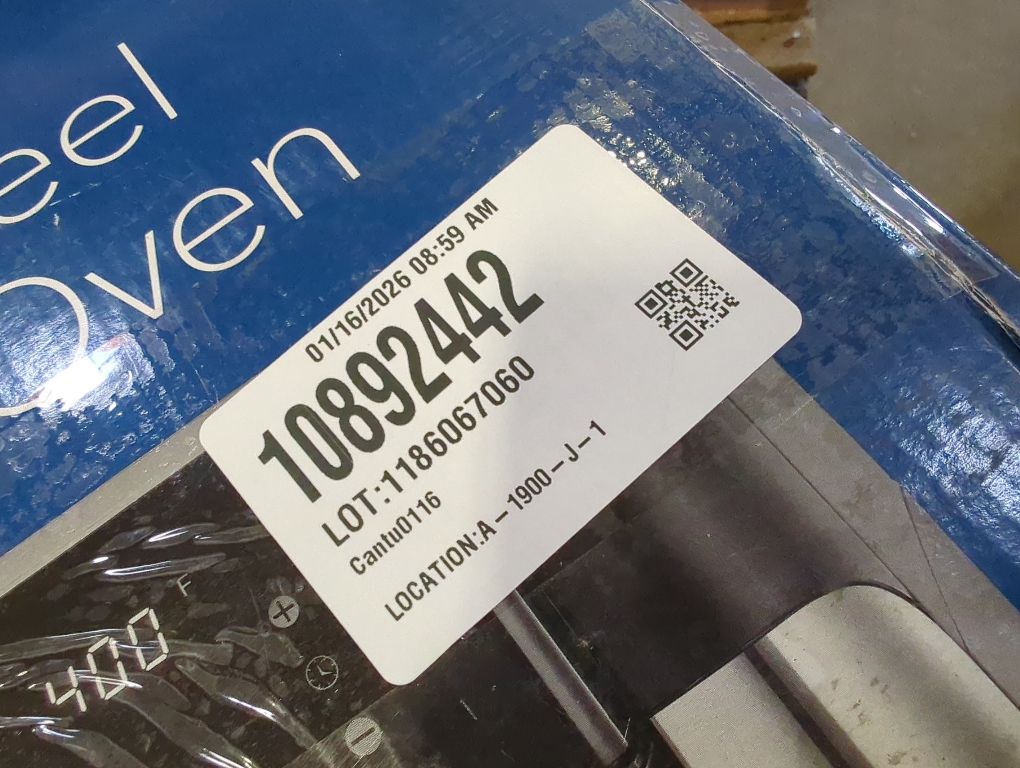 eel
Oven
01/16/2026 08:59 AM
10892442
LOT:1186067060
Cantu0116
LOCATION:A-1900-J-1
400 F